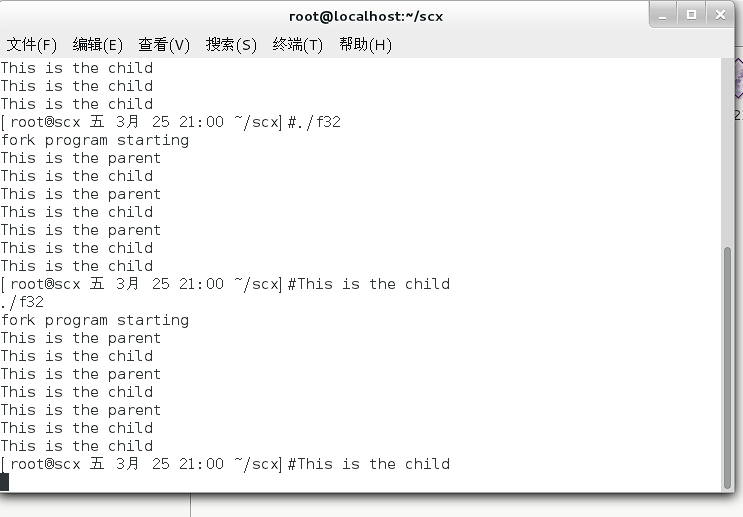 root@localhost:~/scx
文件(F) 编辑(E) 查看(V) 搜索(S) 终端(T) 帮助(H)
This is the child
This is the child
This is the child
[root@scx 五 3月 25 21:00 ~/scx]#./f32
fork program starting
This is the parent
This is the child
This is the parent
This is the child
This is the parent
This is the child
This is the child
[root@scx 五 3月 25 21:00 ~/scx]#This is the child
./f32
fork program starting
This is the parent
This is the child
This is the parent
This is the child
This is the parent
This is the child
This is the child
[root@scx 五 3月 25 21:00 ~/scx]#This is the child